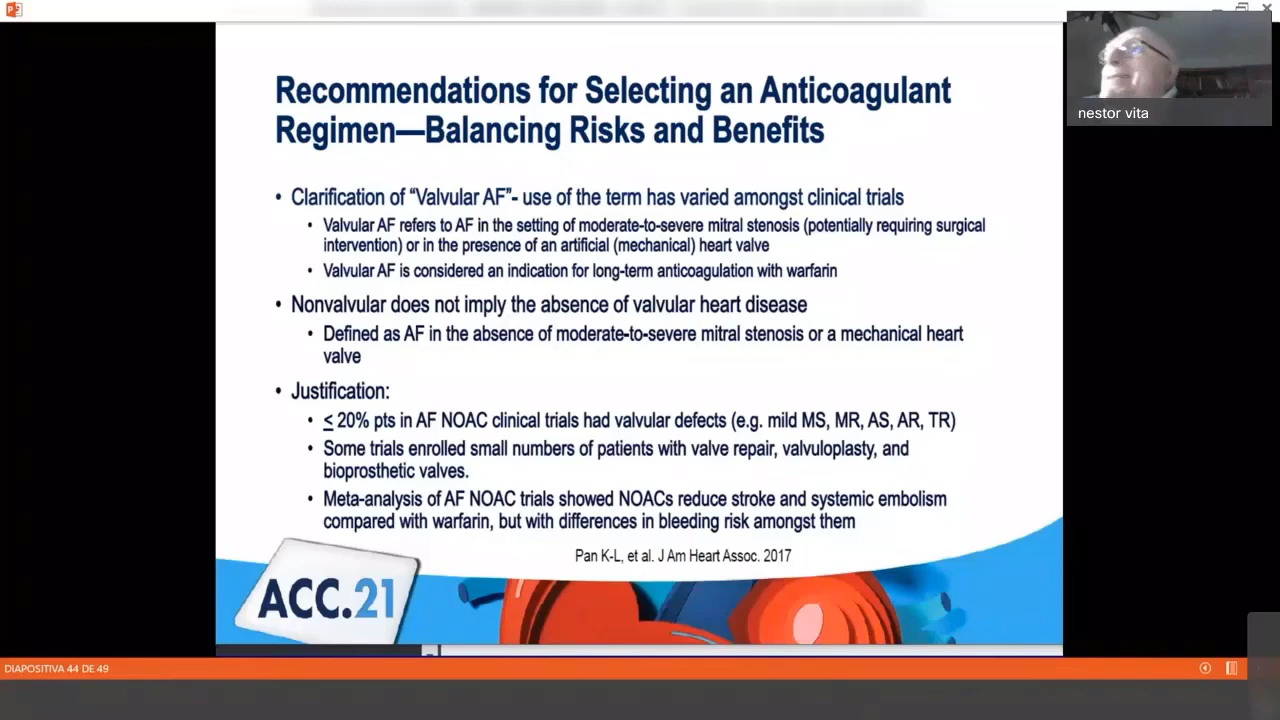 Recommendations for Selecting an Anticoagulant
Regimen—Balancing Risks and Benefits
nestor vita
• Clarification of “Valvular AF”- use of the term has varied amongst clinical trials
• Valvular AF refers to AF in the setting of moderate-to-severe mitral stenosis (potentially requiring surgical
intervention) or in the presence of an artificial (mechanical) heart valve
• Valvular AF is considered an indication for long-term anticoagulation with warfarin
• Nonvalvular does not imply the absence of valvular heart disease
• Defined as AF in the absence of moderate-to-severe mitral stenosis or a mechanical heart
valve
• Justification:
• ≤ 20% pts in AF NOAC clinical trials had valvular defects (e.g. mild MS, MR, AS, AR, TR)
• Some trials enrolled small numbers of patients with valve repair, valvuloplasty, and
bioprosthetic valves.
• Meta-analysis of AF NOAC trials showed NOACs reduce stroke and systemic embolism
compared with warfarin, but with differences in bleeding risk amongst them
Pan K-L, et al. J Am Heart Assoc. 2017
ACC.21
DIAPOSITIVA 44 DE 49